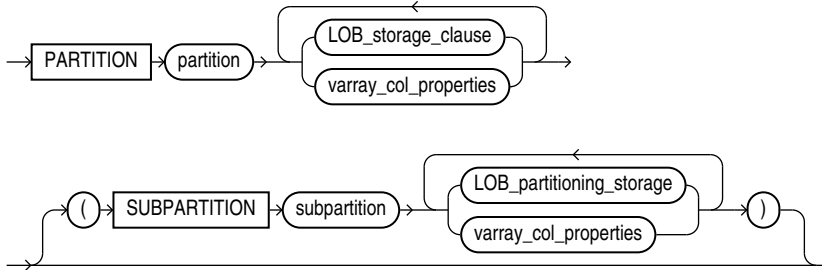 LOB_storage_clause
PARTITION partition
varray_col_properties
LOB_partitioning_storage
( SUBPARTITION subpartition )
varray_col_properties